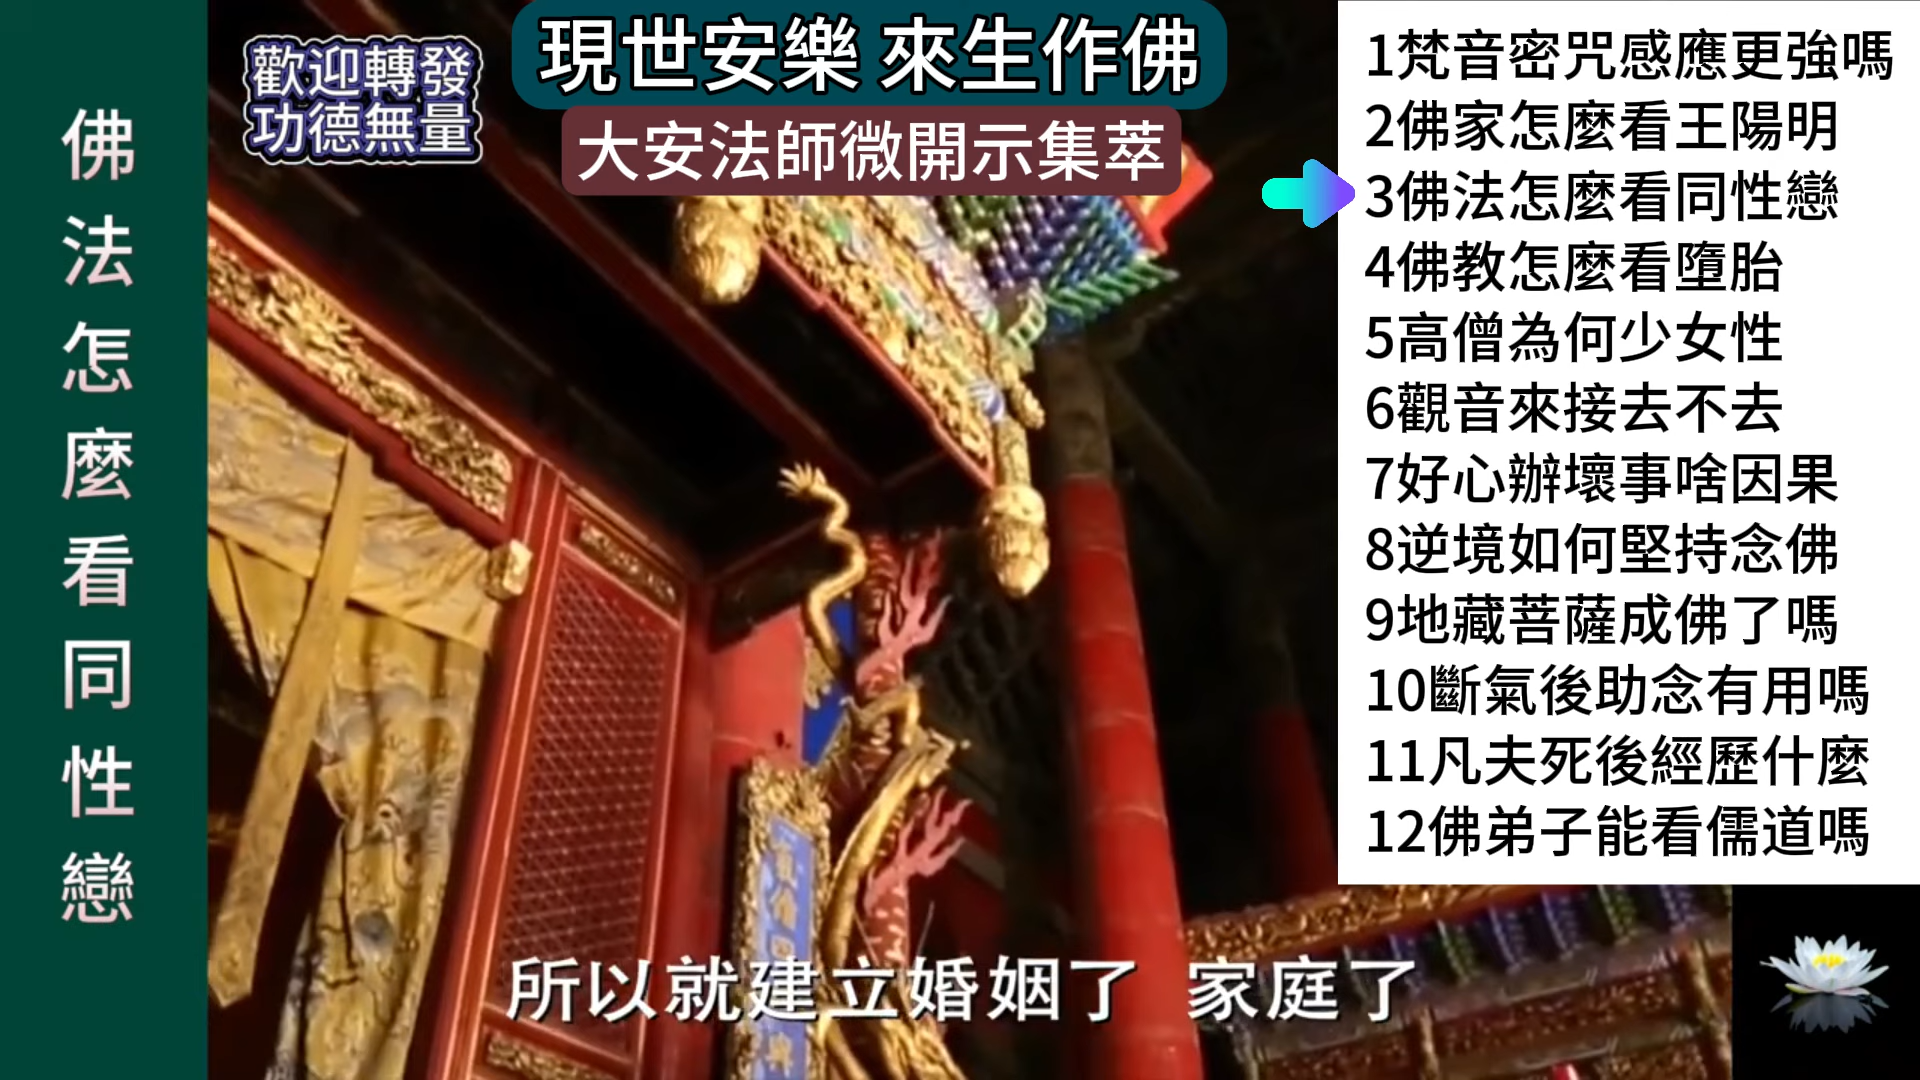 佛法怎麼看同性戀
歡迎轉發
功德無量
現世安樂 來生作佛
大安法師微開示集萃
1梵音密咒感應更強嗎
2佛家怎麼看王陽明
3佛法怎麼看同性戀
4佛教怎麼看墮胎
5高僧為何少女性
6觀音來接去不去
7好心辦壞事啥因果
8逆境如何堅持念佛
9地藏菩薩成佛了嗎
10斷氣後助念有用嗎
11凡夫死後經歷什麼
12佛弟子能看儒道嗎
所以就建立婚姻了 家庭了